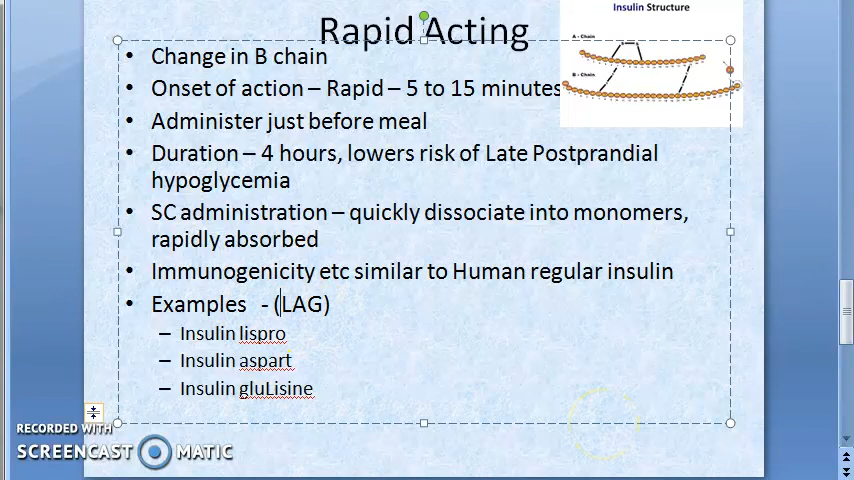 Rapid Acting
Insulin Structure
A - Chain
B - Chain
• Change in B chain
• Onset of action – Rapid – 5 to 15 minutes
• Administer just before meal
• Duration – 4 hours, lowers risk of Late Postprandial
hypoglycemia
• SC administration – quickly dissociate into monomers,
rapidly absorbed
• Immunogenicity etc similar to Human regular insulin
• Examples - (LAG)
– Insulin lispro
– Insulin aspart
– Insulin gluLisine
RECORDED WITH
SCREENCAST MATIC